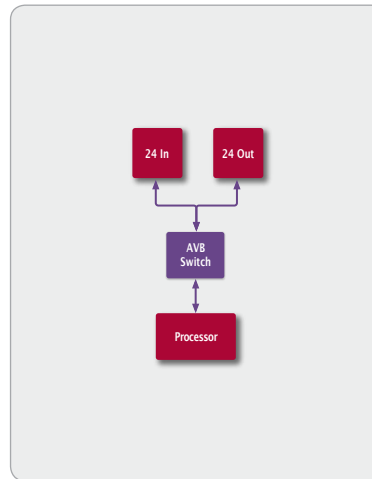 24 In
24 Out
AVB
Switch
Processor